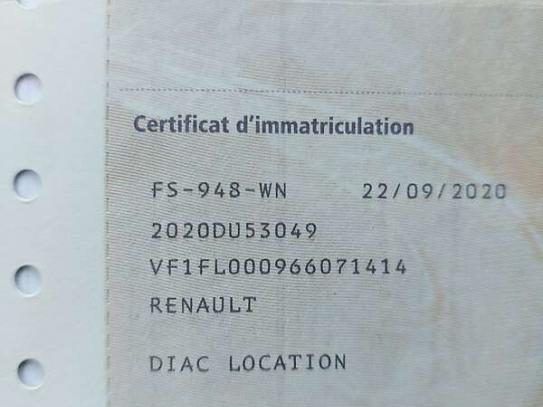 Certificat d'immatriculation
FS-948-WN 22/09/2020
2020DU53049
VF1FL000966071414
RENAULT
DIAC LOCATION